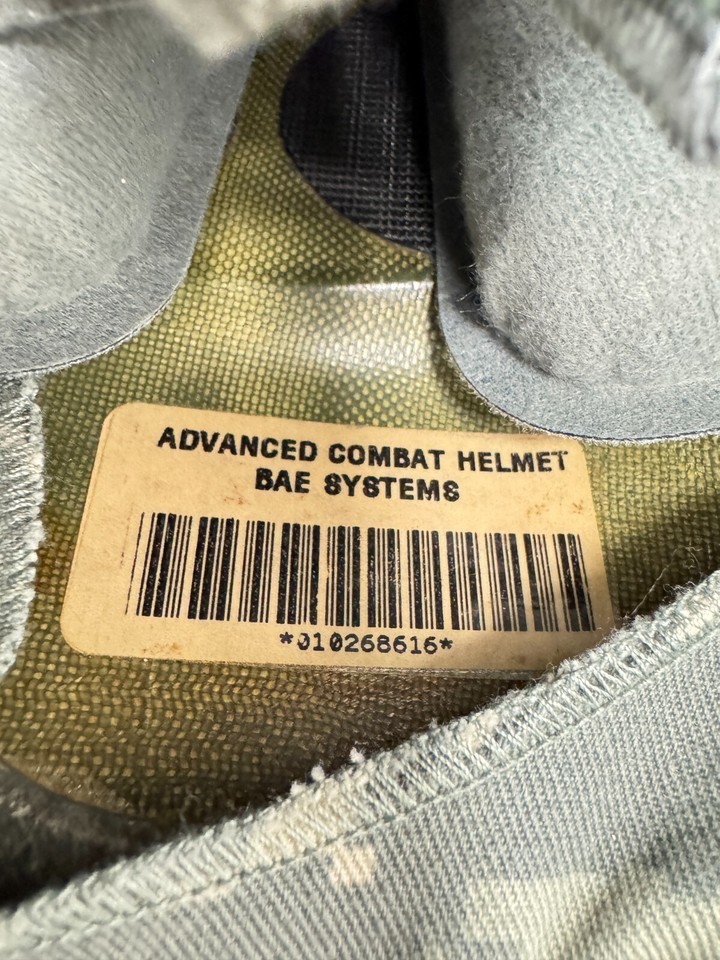 ADVANCED COMBAT HELMET
BAE SYSTEMS
*010268616*